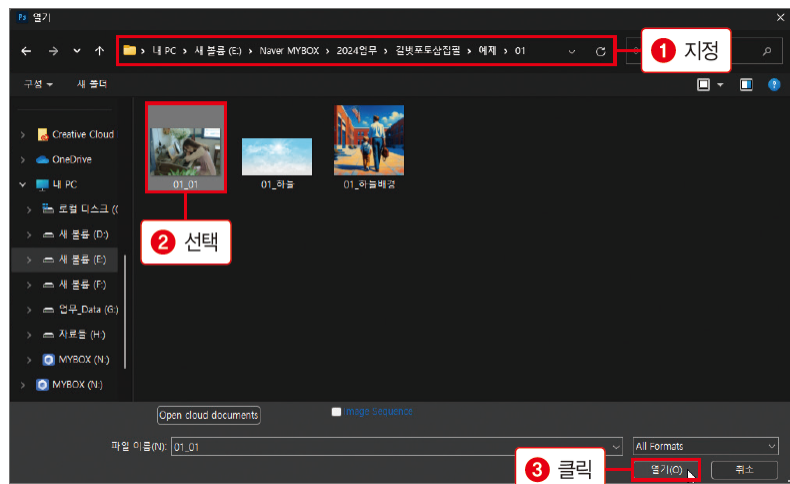 Ps 열기
내 PC > 새 볼륨 (E:) > Naver MYBOX > 2024업무 > 길벗포토샵집필 > 예제 > 01
1 지정
구성 새 폴더
Creative Cloud
OneDrive
내 PC
로컬 디스크 (
새 볼륨 (D:)
새 볼륨 (E:)
새 볼륨 (F:)
업무_Data (G:)
자료들 (H:)
MYBOX (N:)
MYBOX (N:)
01_01
01_하늘
01_하늘배경
2 선택
Open cloud documents
Image Sequence
파일 이름(N): 01_01
All Formats
3 클릭
열기(O)
취소